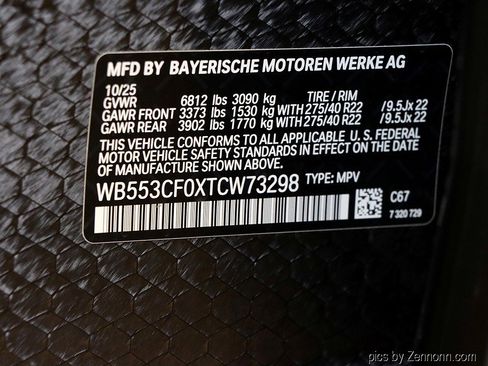 MFD BY BAYERISCHE MOTOREN WERKE AG
10/25
GVWR 6812 lbs 3090 kg TIRE / RIM
GAWR FRONT 3373 lbs 1530 kg WITH 275/40 R22 /9.5Jx 22
GAWR REAR 3902 lbs 1770 kg WITH 275/40 R22 /9.5Jx 22
THIS VEHICLE CONFORMS TO ALL APPLICABLE U. S. FEDERAL
MOTOR VEHICLE SAFETY STANDARDS IN EFFECT ON THE DATE
OF MANUFACTURE SHOWN ABOVE.
WB553CF0XTCW73298 TYPE: MPV
C67
7 320 729
pics by Zennonn.com